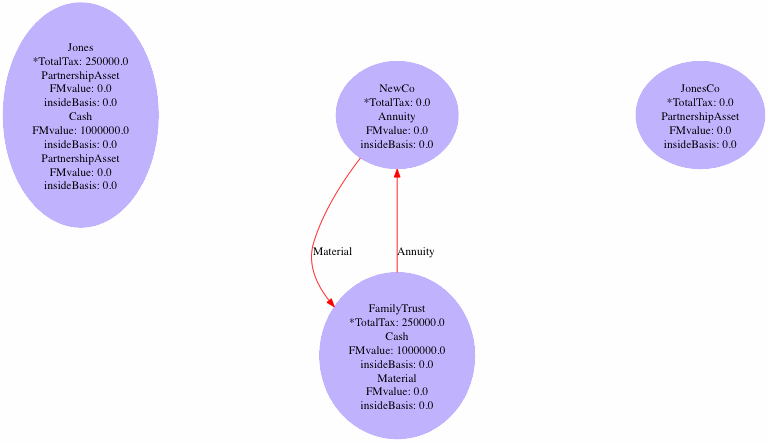 Jones
*TotalTax: 250000.0
PartnershipAsset
FMvalue: 0.0
insideBasis: 0.0
Cash
FMvalue: 1000000.0
insideBasis: 0.0
PartnershipAsset
FMvalue: 0.0
insideBasis: 0.0
NewCo
*TotalTax: 0.0
Annuity
FMvalue: 0.0
insideBasis: 0.0
JonesCo
*TotalTax: 0.0
PartnershipAsset
FMvalue: 0.0
insideBasis: 0.0
Material
Annuity
FamilyTrust
*TotalTax: 250000.0
Cash
FMvalue: 1000000.0
insideBasis: 0.0
Material
FMvalue: 0.0
insideBasis: 0.0